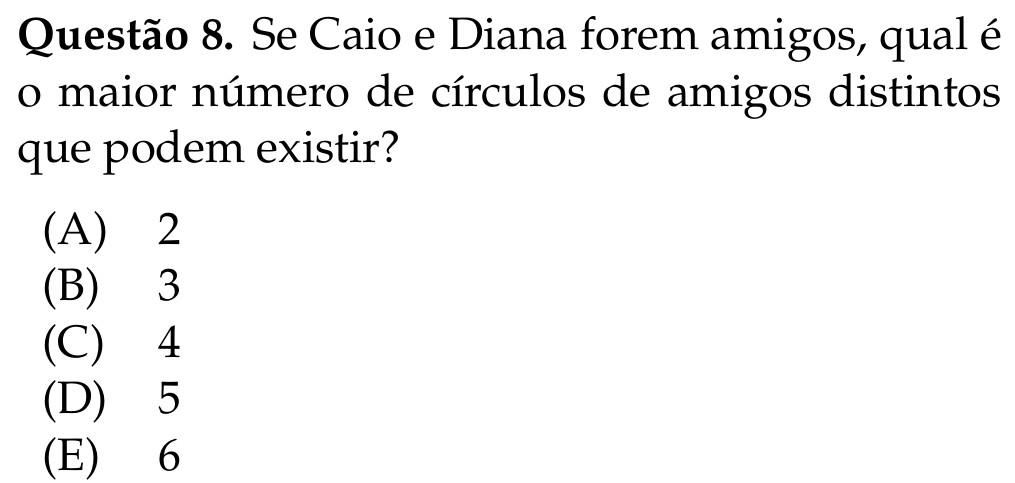 Questão 8. Se Caio e Diana forem amigos, qual é
o maior número de círculos de amigos distintos
que podem existir?
(A) 2
(B) 3
(C) 4
(D) 5
(E) 6